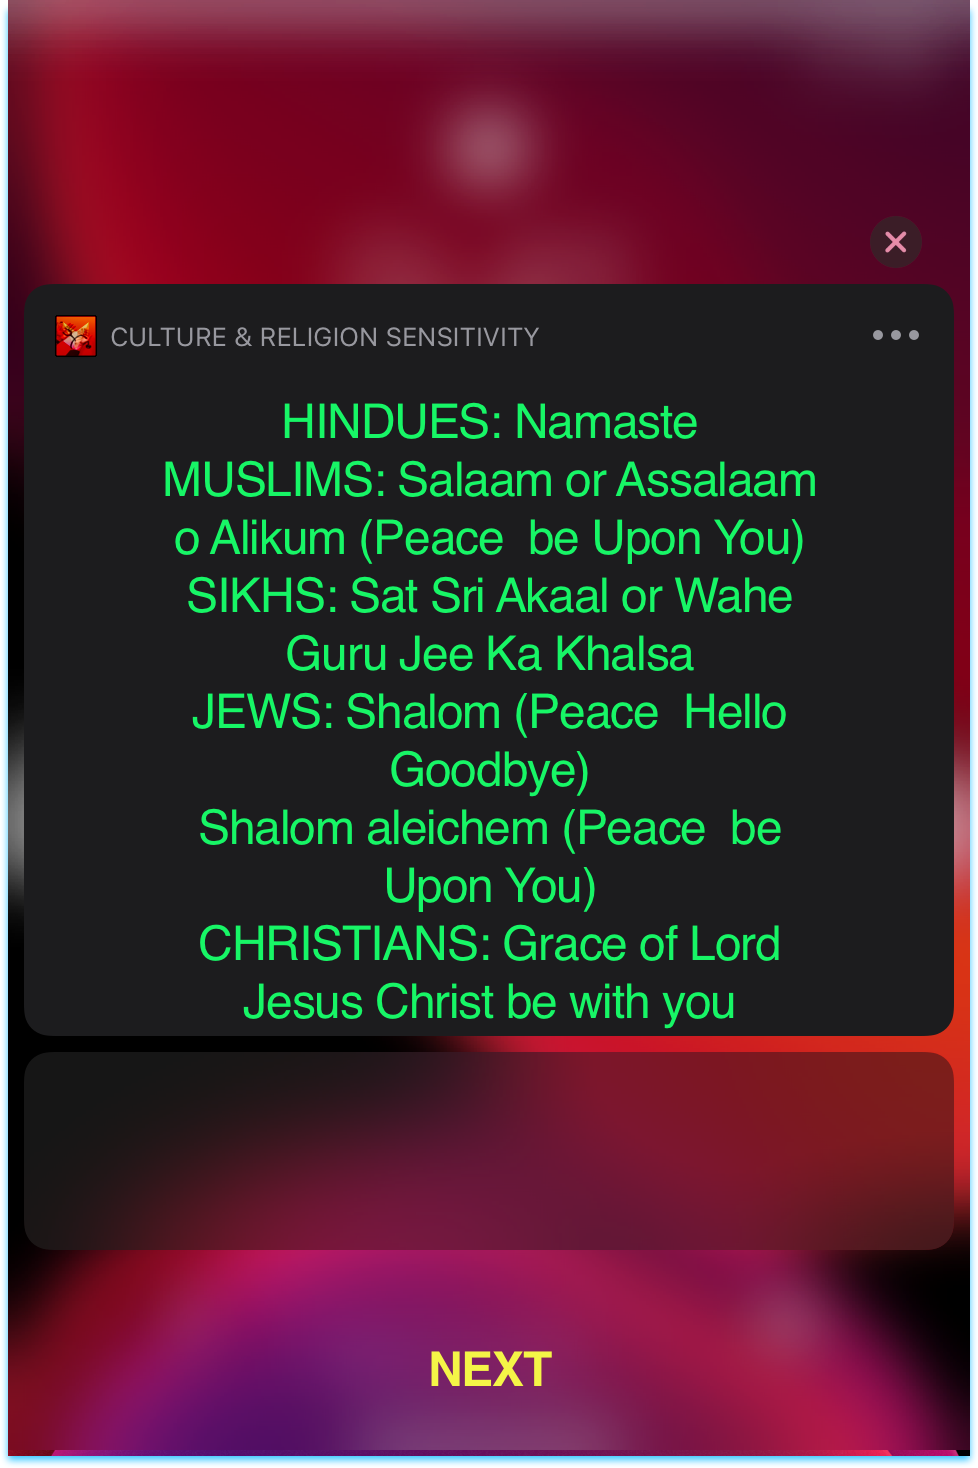 CULTURE & RELIGION SENSITIVITY
HINDUES: Namaste
MUSLIMS: Salaam or Assalaam
o Alikum (Peace  be Upon You)
SIKHS: Sat Sri Akaal or Wahe
Guru Jee Ka Khalsa
JEWS: Shalom (Peace  Hello
Goodbye)
Shalom aleichem (Peace  be
Upon You)
CHRISTIANS: Grace of Lord
Jesus Christ be with you
NEXT